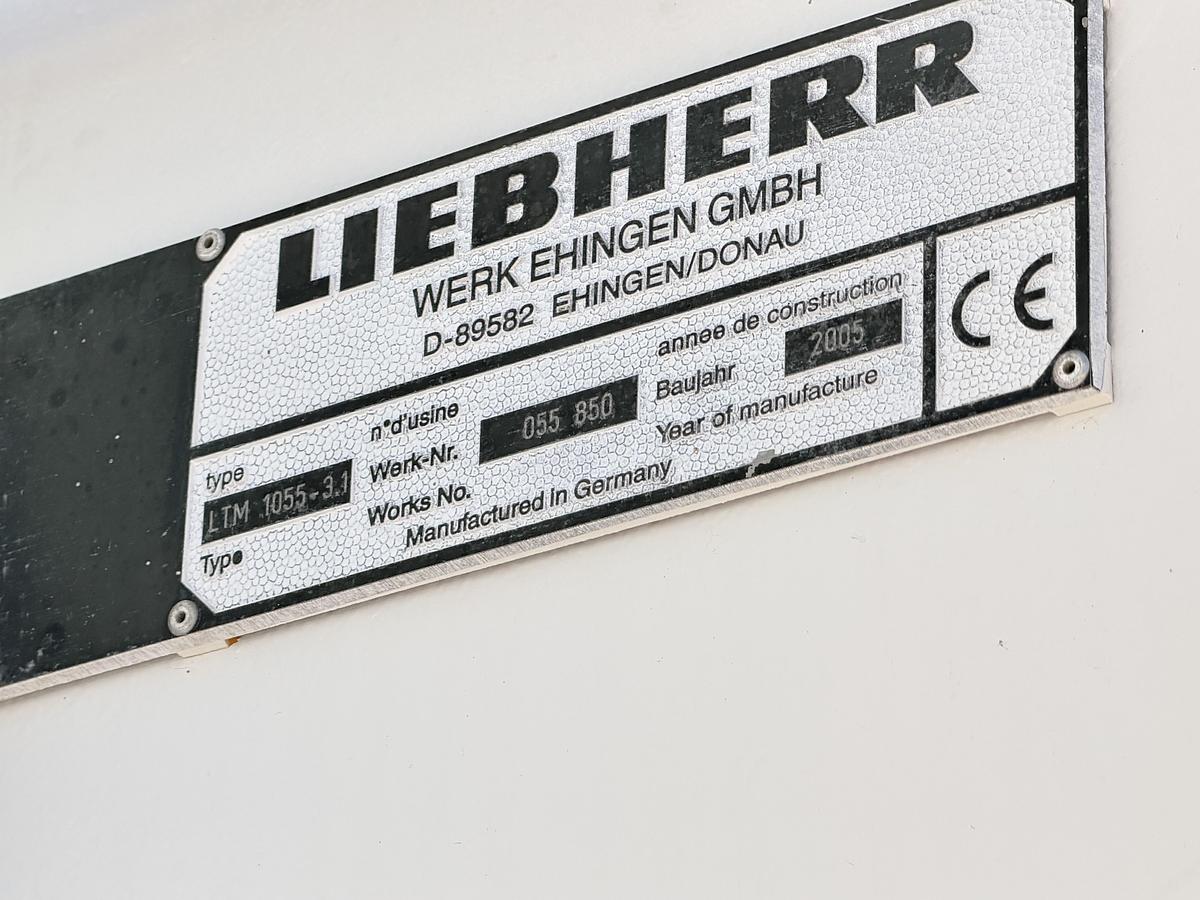 LIEBHERR
WERK EHINGEN GMBH
D-89582 EHINGEN/DONAU
type
LTM 1055-3.1
Type
n°d'usine
Werk-Nr.
Works No.
055 850
annee de construction
Baujahr
Year of manufacture
2005
Manufactured in Germany
CE